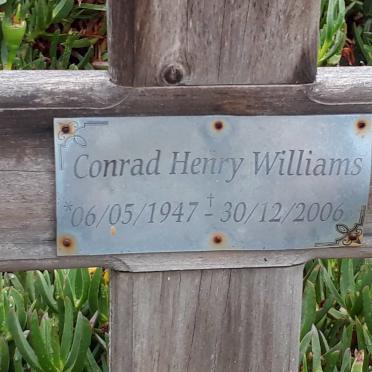 Conrad Henry Williams
*06/05/1947 - †30/12/2006